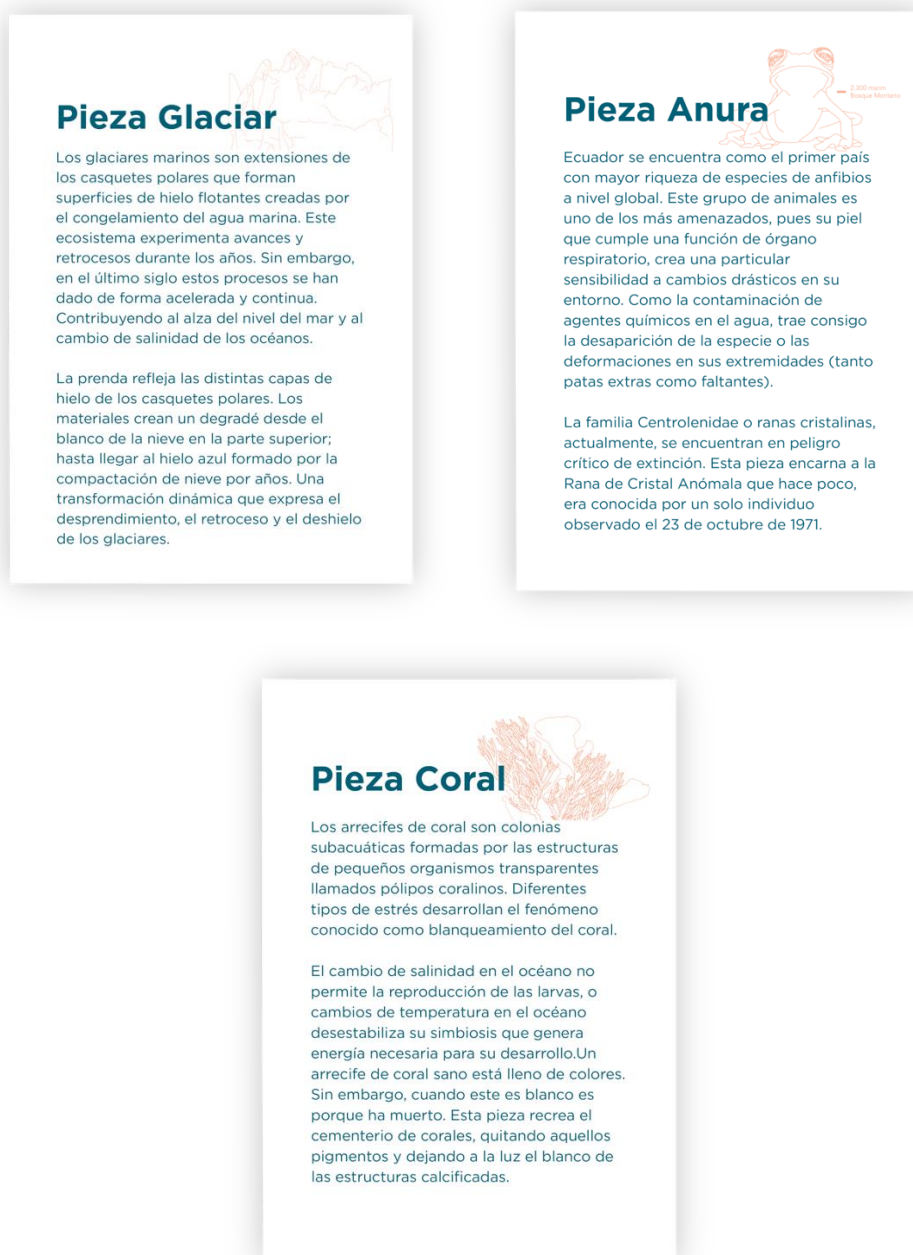 Pieza Glaciar
Los glaciares marinos son extensiones de
los casquetes polares que forman
superficies de hielo flotantes creadas por
el congelamiento del agua marina. Este
ecosistema experimenta avances y
retrocesos durante los años. Sin embargo,
en el último siglo estos procesos se han
dado de forma acelerada y continua.
Contribuyendo al alza del nivel del mar y al
cambio de salinidad de los océanos.
La prenda refleja las distintas capas de
hielo de los casquetes polares. Los
materiales crean un degradé desde el
blanco de la nieve en la parte superior;
hasta llegar al hielo azul formado por la
compactación de nieve por años. Una
transformación dinámica que expresa el
desprendimiento, el retroceso y el deshielo
de los glaciares.
Pieza Anura
2 300 msnm
Bosque Montano
Ecuador se encuentra como el primer país
con mayor riqueza de especies de anfibios
a nivel global. Este grupo de animales es
uno de los más amenazados, pues su piel
que cumple una función de órgano
respiratorio, crea una particular
sensibilidad a cambios drásticos en su
entorno. Como la contaminación de
agentes químicos en el agua, trae consigo
la desaparición de la especie o las
deformaciones en sus extremidades (tanto
patas extras como faltantes).
La familia Centrolenidae o ranas cristalinas,
actualmente, se encuentran en peligro
crítico de extinción. Esta pieza encarna a la
Rana de Cristal Anómala que hace poco,
era conocida por un solo individuo
observado el 23 de octubre de 1971.
Pieza Coral
Los arrecifes de coral son colonias
subacuáticas formadas por las estructuras
de pequeños organismos transparentes
llamados pólipos coralinos. Diferentes
tipos de estrés desarrollan el fenómeno
conocido como blanqueamiento del coral.
El cambio de salinidad en el océano no
permite la reproducción de las larvas, o
cambios de temperatura en el océano
desestabiliza su simbiosis que genera
energía necesaria para su desarrollo.Un
arrecife de coral sano está lleno de colores.
Sin embargo, cuando este es blanco es
porque ha muerto. Esta pieza recrea el
cementerio de corales, quitando aquellos
pigmentos y dejando a la luz el blanco de
las estructuras calcificadas.